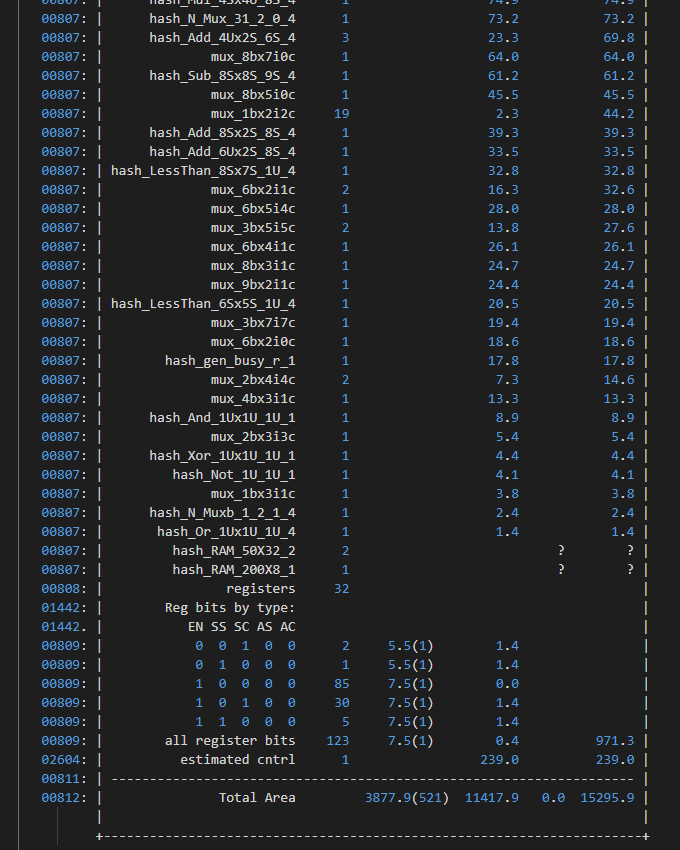 00807: | hash_Mul_4Sx4U_8S_4 1 74.9 74.9 |
00807: | hash_N_Mux_31_2_0_4 1 73.2 73.2 |
00807: | hash_Add_4Ux2S_6S_4 3 23.3 69.8 |
00807: | mux_8bx7i0c 1 64.0 64.0 |
00807: | hash_Sub_8Sx8S_9S_4 1 61.2 61.2 |
00807: | mux_8bx5i0c 1 45.5 45.5 |
00807: | mux_1bx2i2c 19 2.3 44.2 |
00807: | hash_Add_8Sx2S_8S_4 1 39.3 39.3 |
00807: | hash_Add_6Ux2S_8S_4 1 33.5 33.5 |
00807: | hash_LessThan_8Sx7S_1U_4 1 32.8 32.8 |
00807: | mux_6bx2i1c 2 16.3 32.6 |
00807: | mux_6bx5i4c 1 28.0 28.0 |
00807: | mux_3bx5i5c 2 13.8 27.6 |
00807: | mux_6bx4i1c 1 26.1 26.1 |
00807: | mux_8bx3i1c 1 24.7 24.7 |
00807: | mux_9bx2i1c 1 24.4 24.4 |
00807: | hash_LessThan_6Sx5S_1U_4 1 20.5 20.5 |
00807: | mux_3bx7i7c 1 19.4 19.4 |
00807: | mux_6bx2i0c 1 18.6 18.6 |
00807: | hash_gen_busy_r_1 1 17.8 17.8 |
00807: | mux_2bx4i4c 2 7.3 14.6 |
00807: | mux_4bx3i1c 1 13.3 13.3 |
00807: | hash_And_1Ux1U_1U_1 1 8.9 8.9 |
00807: | mux_2bx3i3c 1 5.4 5.4 |
00807: | hash_Xor_1Ux1U_1U_1 1 4.4 4.4 |
00807: | hash_Not_1U_1U_1 1 4.1 4.1 |
00807: | mux_1bx3i1c 1 3.8 3.8 |
00807: | hash_N_Muxb_1_2_1_4 1 2.4 2.4 |
00807: | hash_Or_1Ux1U_1U_4 1 1.4 1.4 |
00807: | hash_RAM_50X32_2 2 ? ? |
00807: | hash_RAM_200X8_1 1 ? ? |
00808: | registers 32 |
01442: | Reg bits by type: |
01442. | EN SS SC AS AC |
00809: | 0 0 1 0 0 2 5.5(1) 1.4 |
00809: | 0 1 0 0 0 1 5.5(1) 1.4 |
00809: | 1 0 0 0 0 85 7.5(1) 0.0 |
00809: | 1 0 1 0 0 30 7.5(1) 1.4 |
00809: | 1 1 0 0 0 5 7.5(1) 1.4 |
00809: | all register bits 123 7.5(1) 0.4 971.3 |
02604: | estimated cntrl 1 239.0 239.0 |
00811: | ------------------------------------------------------------------ |
00812: | Total Area 3877.9(521) 11417.9 0.0 15295.9 |
| |
+--------------------------------------------------------------------+